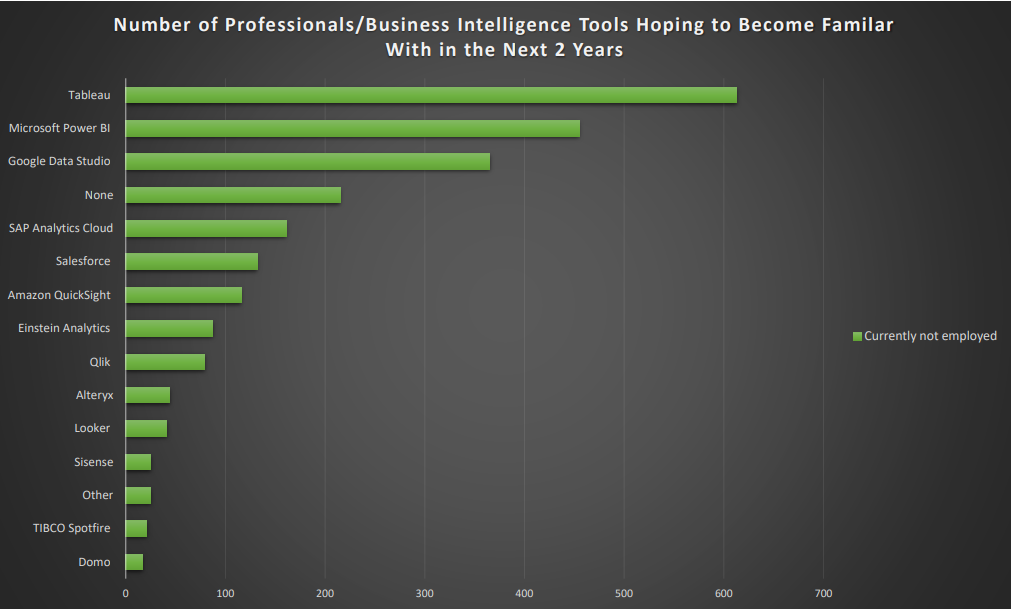 Number of Professionals/Business Intelligence Tools Hoping to Become Familar
With in the Next 2 Years
Tableau
Microsoft Power BI
Google Data Studio
None
SAP Analytics Cloud
Salesforce
Amazon QuickSight
Einstein Analytics
Qlik
Alteryx
Looker
Sisense
Other
TIBCO Spotfire
Domo
0 100 200 300 400 500 600 700
Currently not employed